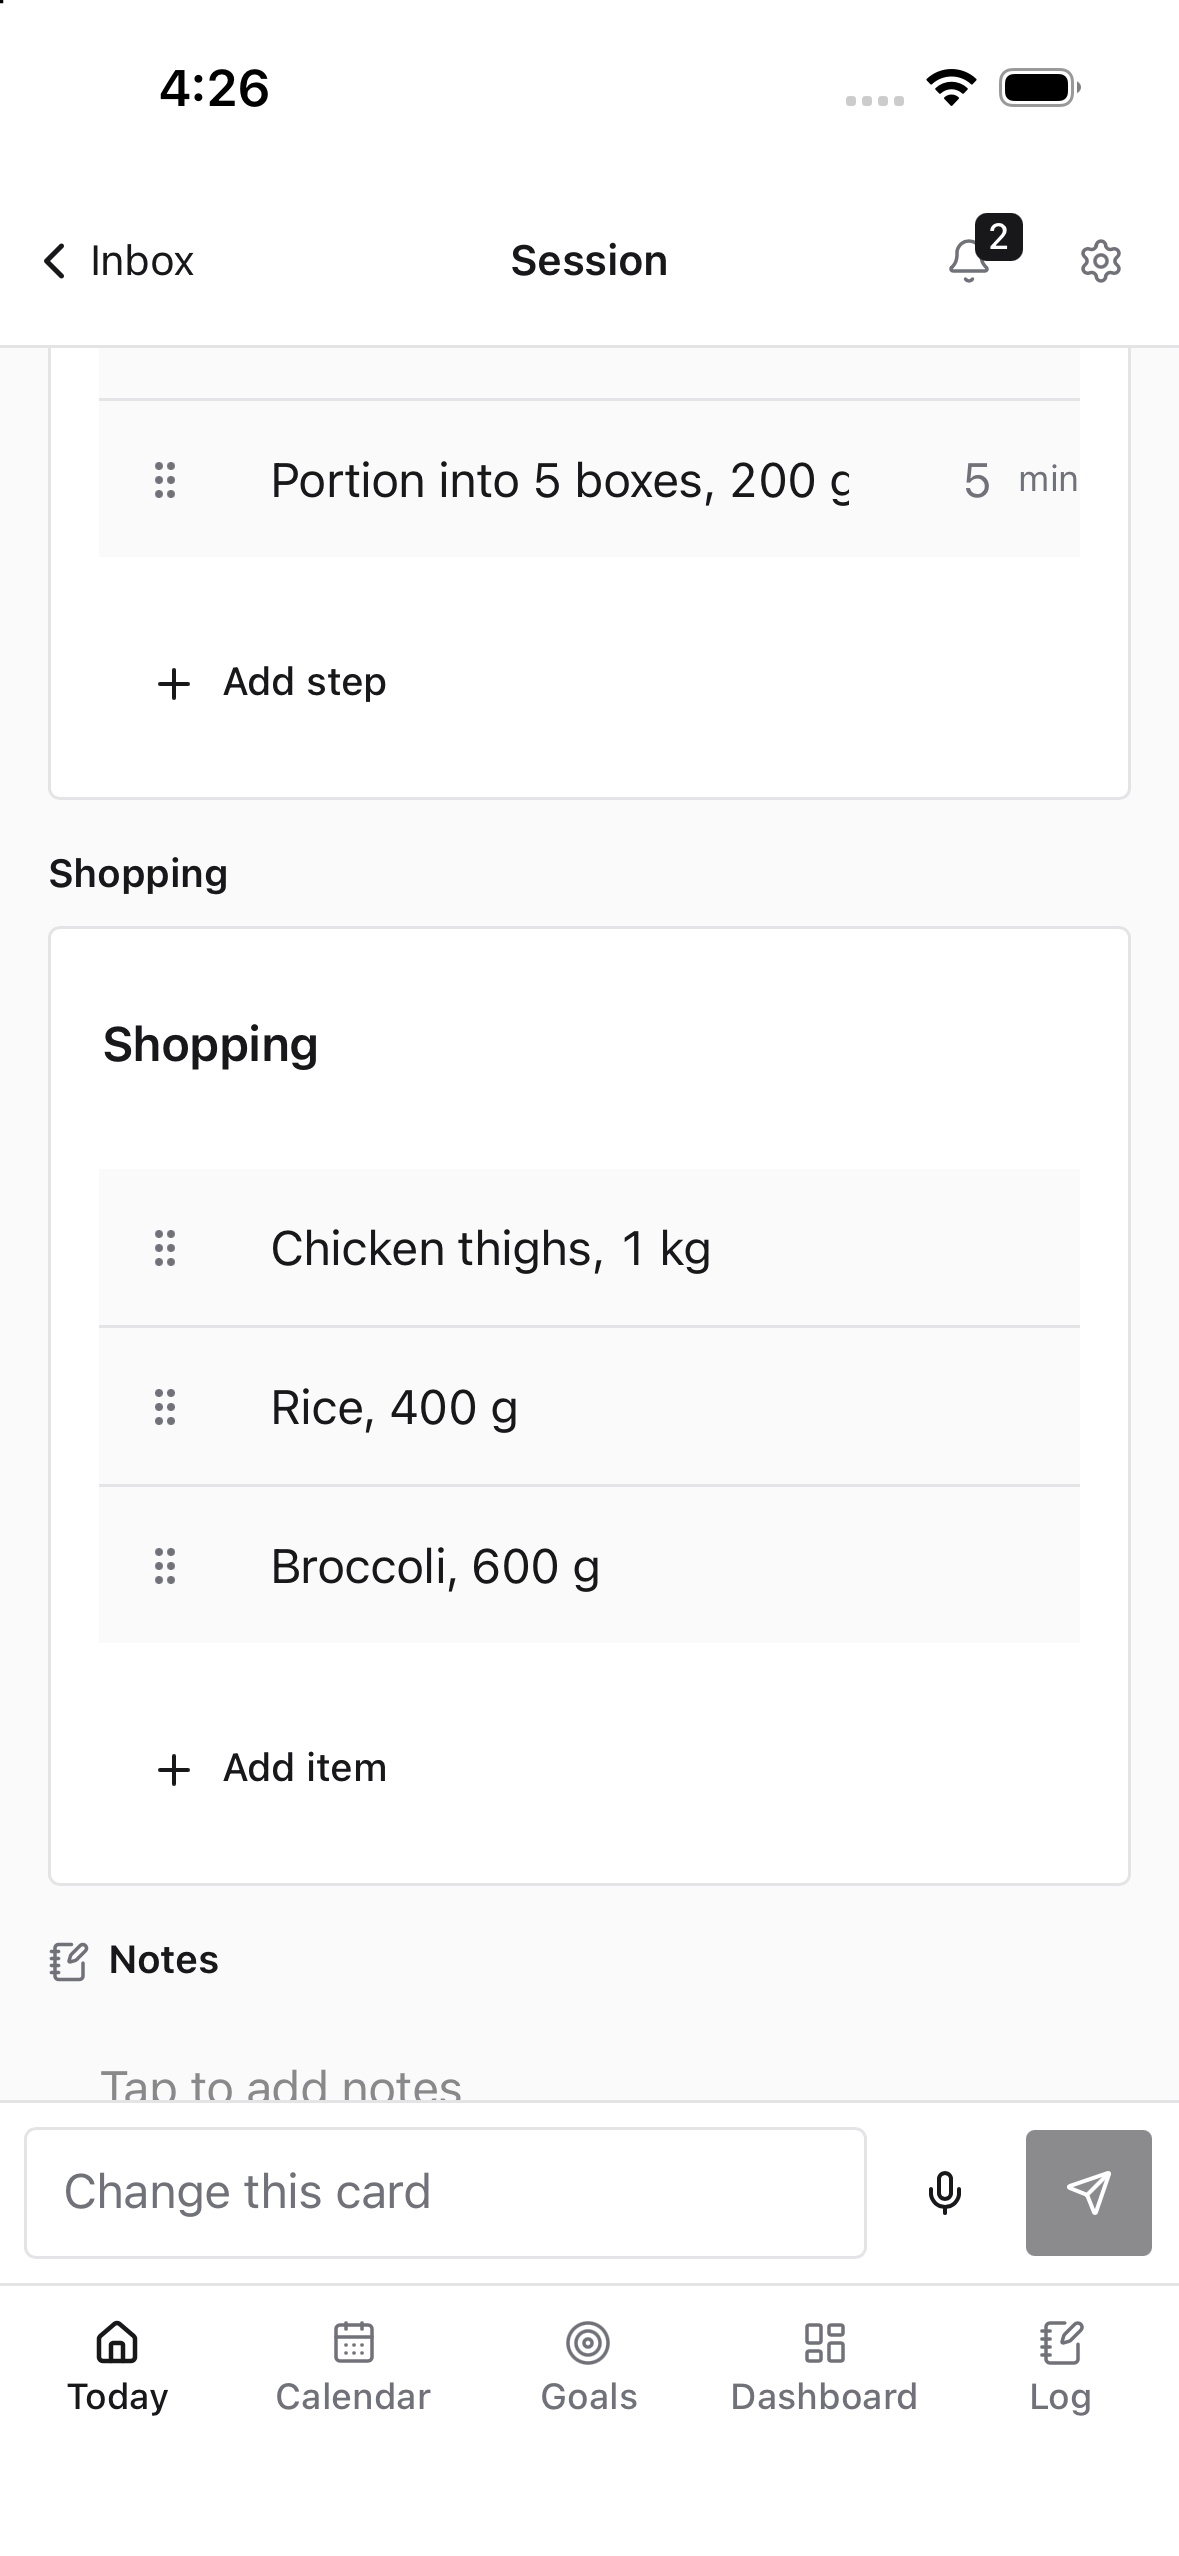 4:26
Inbox
Session
2
Portion into 5 boxes, 200 g
5 min
Add step
Shopping
Shopping
Chicken thighs, 1 kg
Rice, 400 g
Broccoli, 600 g
Add item
Notes
Tap to add notes
Change this card
Today
Calendar
Goals
Dashboard
Log